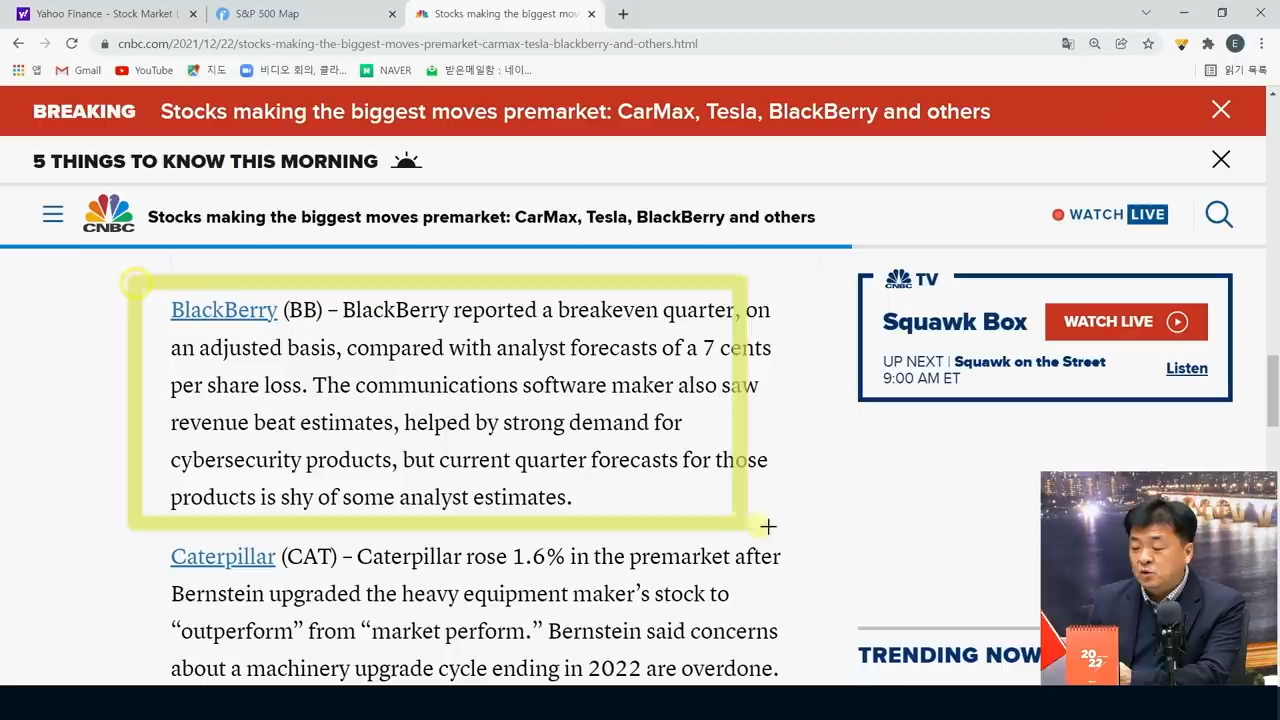 Yahoo Finance - Stock Market L
S&P 500 Map
Stocks making the biggest mov
cnbc.com/2021/12/22/stocks-making-the-biggest-moves-premarket-carmax-tesla-blackberry-and-others.html
E
앱
Gmail
YouTube
지도
비디오 회의, 클라...
NAVER
받은메일함 : 네이...
읽기 목록
BREAKING Stocks making the biggest moves premarket: CarMax, Tesla, BlackBerry and others
5 THINGS TO KNOW THIS MORNING
CNBC
Stocks making the biggest moves premarket: CarMax, Tesla, BlackBerry and others
WATCH LIVE
BlackBerry (BB) – BlackBerry reported a breakeven quarter, on
an adjusted basis, compared with analyst forecasts of a 7 cents
per share loss. The communications software maker also saw
revenue beat estimates, helped by strong demand for
cybersecurity products, but current quarter forecasts for those
products is shy of some analyst estimates.
Caterpillar (CAT) – Caterpillar rose 1.6% in the premarket after
Bernstein upgraded the heavy equipment maker’s stock to
“outperform” from “market perform.” Bernstein said concerns
about a machinery upgrade cycle ending in 2022 are overdone.
CNBC TV
Squawk Box
WATCH LIVE
UP NEXT | Squawk on the Street
9:00 AM ET
Listen
TRENDING NOW
20
22